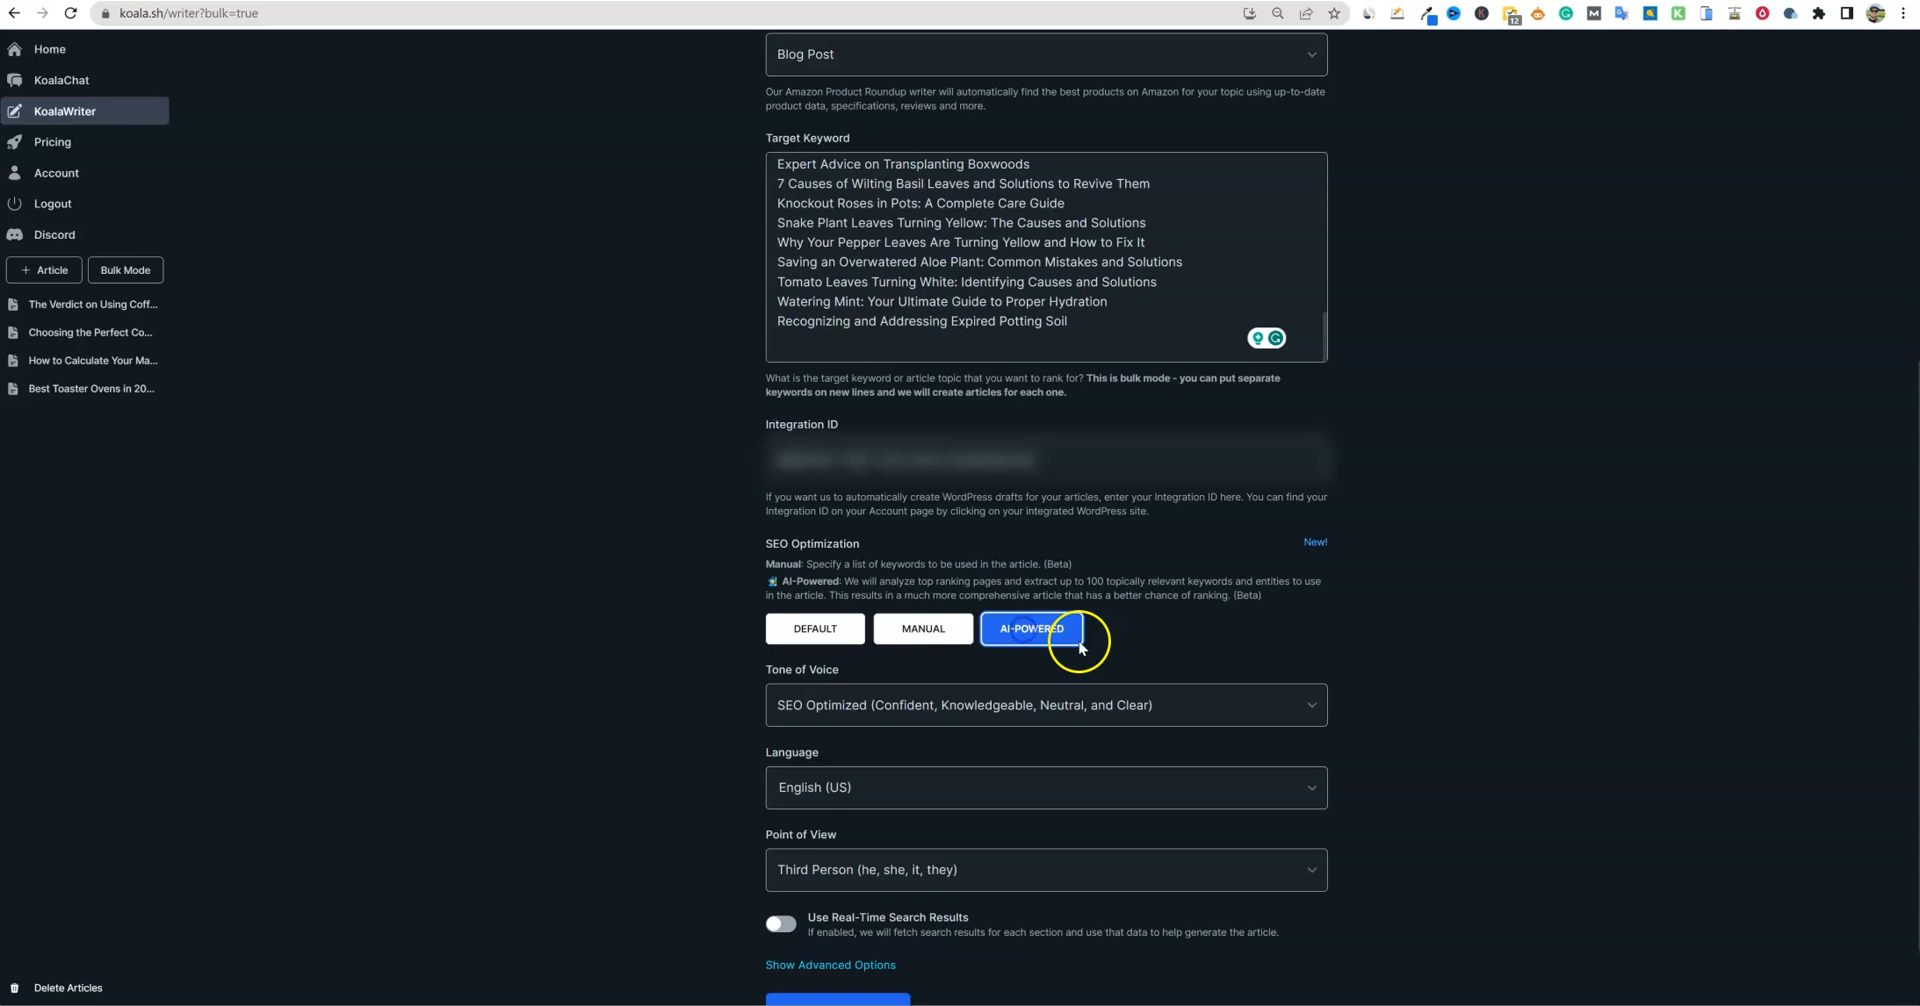 koala.sh/writer?bulk=true
12
Home
KoalaChat
KoalaWriter
Pricing
Account
Logout
Discord
+ Article
Bulk Mode
The Verdict on Using Coff...
Choosing the Perfect Co...
How to Calculate Your Ma...
Best Toaster Ovens in 20...
Delete Articles
Blog Post
Our Amazon Product Roundup writer will automatically find the best products on Amazon for your topic using up-to-date
product data, specifications, reviews and more.
Target Keyword
Expert Advice on Transplanting Boxwoods
7 Causes of Wilting Basil Leaves and Solutions to Revive Them
Knockout Roses in Pots: A Complete Care Guide
Snake Plant Leaves Turning Yellow: The Causes and Solutions
Why Your Pepper Leaves Are Turning Yellow and How to Fix It
Saving an Overwatered Aloe Plant: Common Mistakes and Solutions
Tomato Leaves Turning White: Identifying Causes and Solutions
Watering Mint: Your Ultimate Guide to Proper Hydration
Recognizing and Addressing Expired Potting Soil
What is the target keyword or article topic that you want to rank for? This is bulk mode - you can put separate
keywords on new lines and we will create articles for each one.
Integration ID
If you want us to automatically create WordPress drafts for your articles, enter your Integration ID here. You can find your
Integration ID on your Account page by clicking on your integrated WordPress site.
SEO Optimization
New!
Manual: Specify a list of keywords to be used in the article. (Beta)
AI-Powered: We will analyze top ranking pages and extract up to 100 topically relevant keywords and entities to use
in the article. This results in a much more comprehensive article that has a better chance of ranking. (Beta)
DEFAULT
MANUAL
AI-POWERED
Tone of Voice
SEO Optimized (Confident, Knowledgeable, Neutral, and Clear)
Language
English (US)
Point of View
Third Person (he, she, it, they)
Use Real-Time Search Results
If enabled, we will fetch search results for each section and use that data to help generate the article.
Show Advanced Options